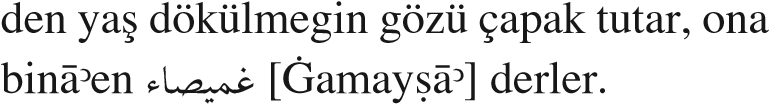 den yaş dökülmegin gözü çapak tutar, ona
bināʾen غميصاء [Ġamayṣāʾ] derler.